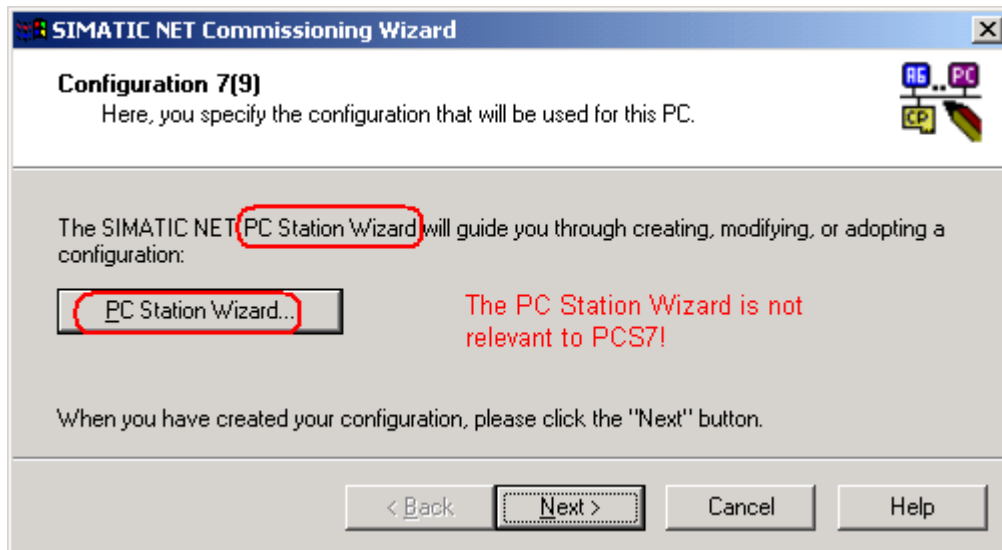 SIMATIC NET Commissioning Wizard
Configuration 7(9)
Here, you specify the configuration that will be used for this PC.
AG
PC
CP
The SIMATIC NET PC Station Wizard will guide you through creating, modifying, or adopting a
configuration:
PC Station Wizard...
The PC Station Wizard is not
relevant to PCS7!
When you have created your configuration, please click the "Next" button.
< Back
Next >
Cancel
Help